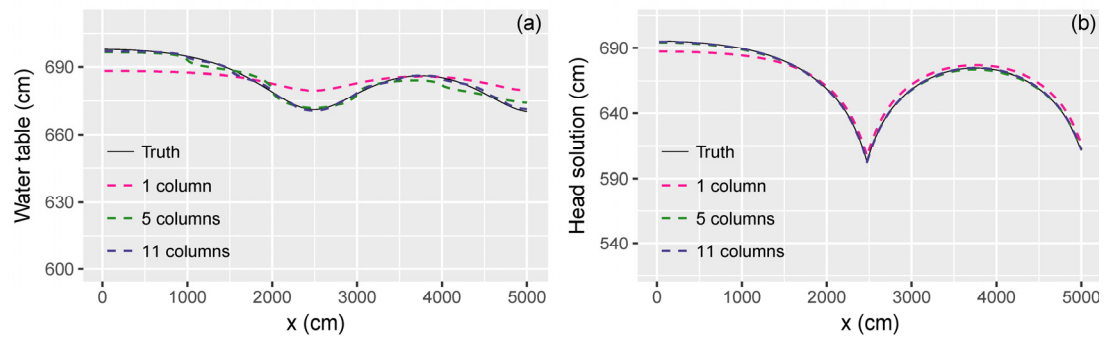 (a)
Water table (cm)
690
660
630
600
Truth
1 column
5 columns
11 columns
0 1000 2000 3000 4000 5000
x (cm)
(b)
Head solution (cm)
690
640
590
540
Truth
1 column
5 columns
11 columns
0 1000 2000 3000 4000 5000
x (cm)